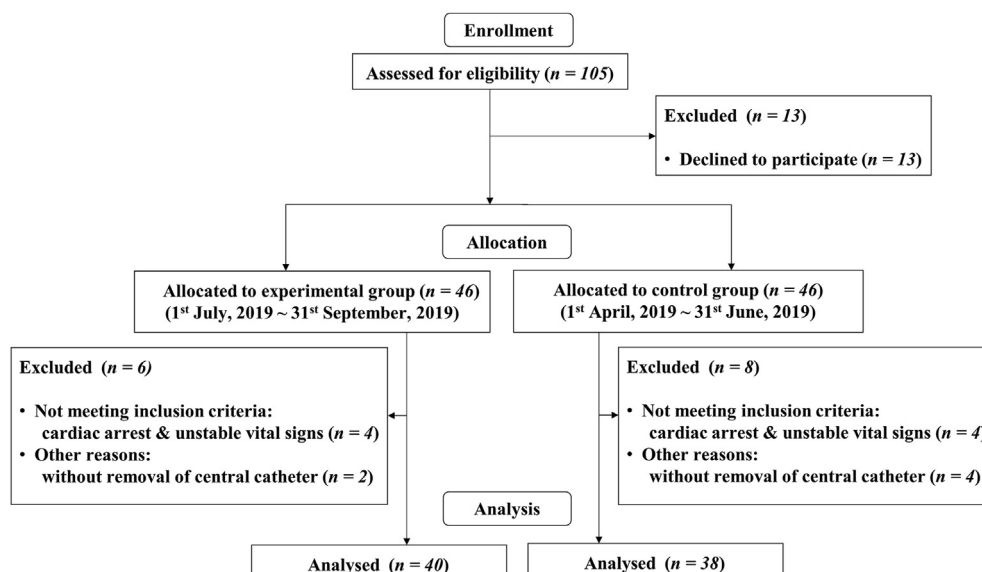 Enrollment
Assessed for eligibility (n = 105)
Excluded (n = 13)
• Declined to participate (n = 13)
Allocation
Allocated to experimental group (n = 46)
(1st July, 2019 ~ 31st September, 2019)
Allocated to control group (n = 46)
(1st April, 2019 ~ 31st June, 2019)
Excluded (n = 6)
• Not meeting inclusion criteria:
cardiac arrest & unstable vital signs (n = 4)
• Other reasons:
without removal of central catheter (n = 2)
Excluded (n = 8)
• Not meeting inclusion criteria:
cardiac arrest & unstable vital signs (n = 4)
• Other reasons:
without removal of central catheter (n = 4)
Analysis
Analysed (n = 40)
Analysed (n = 38)